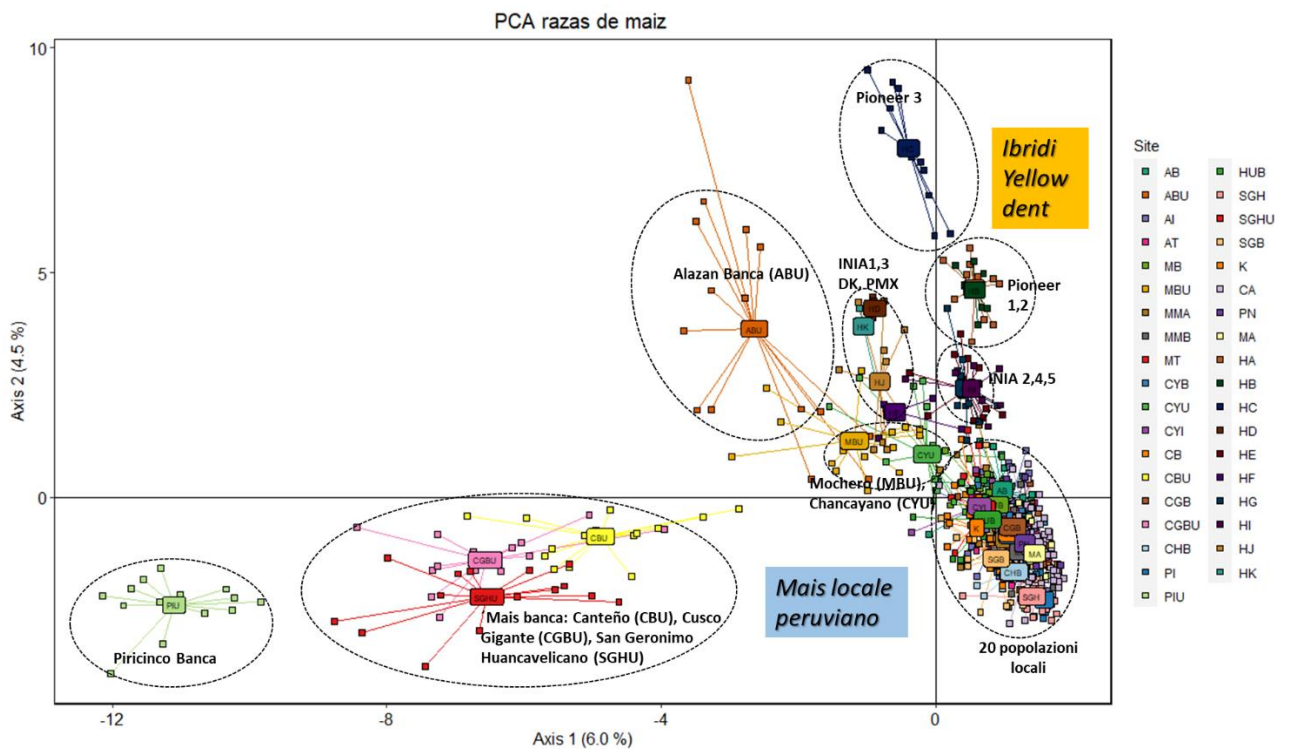 PCA razas de maiz
10
5
0
Axis 2 (4.5 %)
-12
-8
-4
0
Axis 1 (6.0 %)
Pioneer 3
HC
Ibridi
Yellow
dent
Alazan Banca (ABU)
ABU
INIA1,3
DK, PMX
HD
HK
HJ
Pioneer
1,2
INIA 2,4,5
MBU
CYU
Mochero (MBU),
Chancayano (CYU)
AB
CYI
K
CGB
MA
SGB
CHB
SGH
20 popolazioni
locali
Mais locale
peruviano
CBU
CGBU
SGHU
Mais banca: Canteño (CBU), Cusco
Gigante (CGBU), San Geronimo
Huancavelicano (SGHU)
PIU
Piricinco Banca
Site
AB
ABU
AI
AT
MB
MBU
MMA
MMB
MT
CYB
CYU
CYI
CB
CBU
CGB
CGBU
CHB
PI
PIU
HUB
SGH
SGHU
SGB
K
CA
PN
MA
HA
HB
HC
HD
HE
HF
HG
HI
HJ
HK